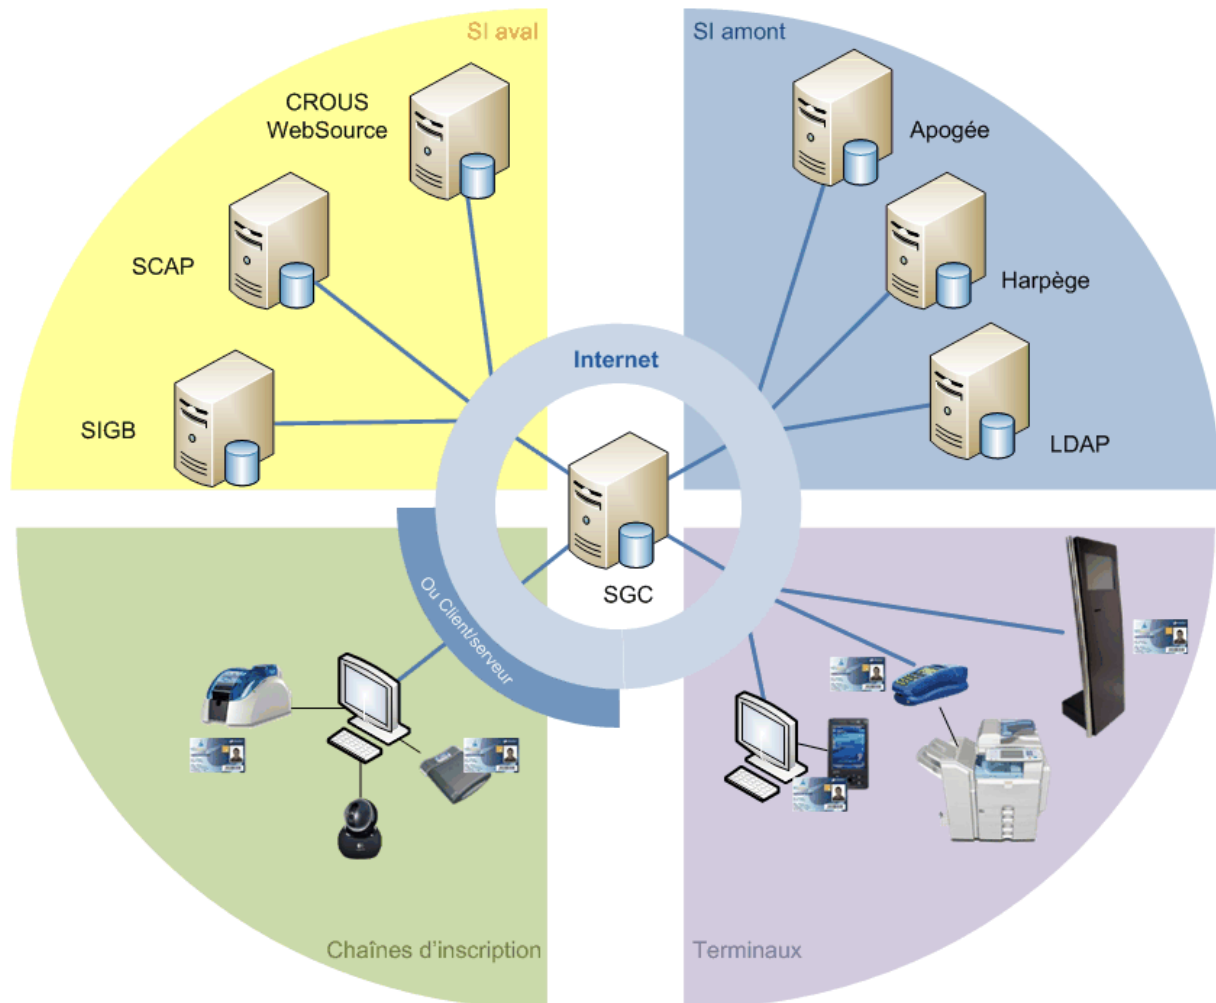 SI aval
SI amont
CROUS
WebSource
Apogée
SCAP
Harpège
Internet
SIGB
LDAP
SGC
Ou Client/serveur
Chaînes d'inscription
Terminaux